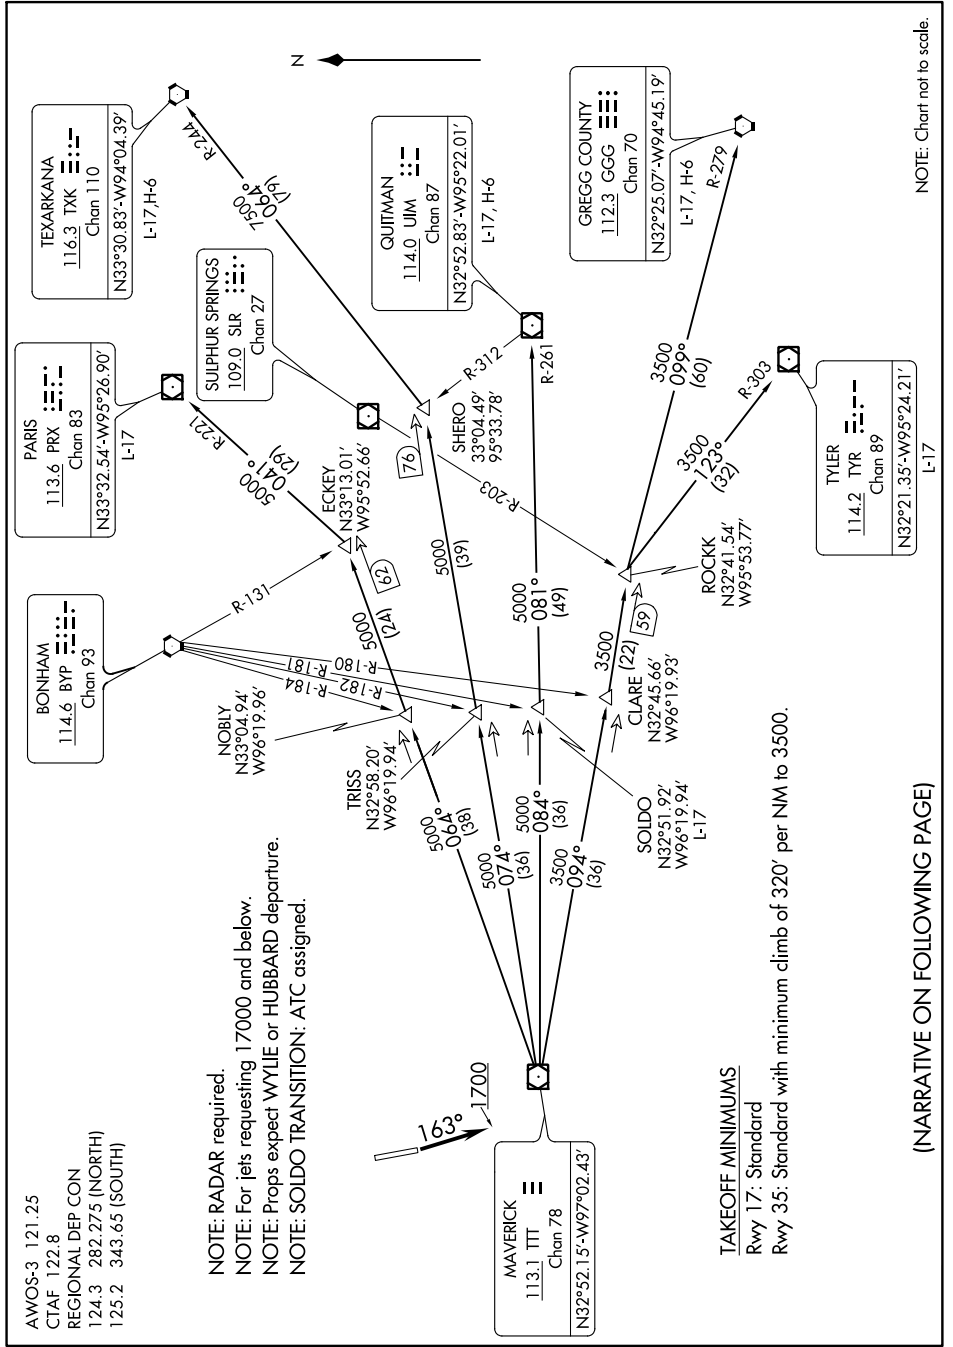 AWOS-3 121.25
CTAF 122.8
REGIONAL DEP CON
124.3 282.275 (NORTH)
125.2 343.65 (SOUTH)
NOTE: RADAR required.
NOTE: For jets requesting 17000 and below.
NOTE: Props expect WYLIE or HUBBARD departure.
NOTE: SOLDO TRANSITION: ATC assigned.
BONHAM
114.6 BYP
Chan 93
PARIS
113.6 PRX
Chan 83
N33°32.54'-W95°26.90'
L-17
TEXARKANA
116.3 TXK
Chan 110
N33°30.83'-W94°04.39'
L-17,H-6
SULPHUR SPRINGS
109.0 SLR
Chan 27
QUITMAN
114.0 UIM
Chan 87
N32°52.83'-W95°22.01'
L-17, H-6
GREGG COUNTY
112.3 GGG
Chan 70
N32°25.07'-W94°45.19'
L-17, H-6
TYLER
114.2 TYR
Chan 89
N32°21.35'-W95°24.21'
L-17
MAVERICK
113.1 TTT
Chan 78
N32°52.15'-W97°02.43'
163°
1700
N
NOBLY
N33°04.94'
W96°19.96'
TRISS
N32°58.20'
W96°19.94'
SOLDO
N32°51.92'
W96°19.94'
L-17
CLARE
N32°45.66'
W96°19.93'
ECKEY
N33°13.01'
W95°52.66'
SHERO
33°04.49'
95°33.78'
ROCKK
N32°41.54'
W95°53.77'
5000
064°
(38)
5000
074°
(36)
5000
084°
(36)
3500
094°
(36)
R-131
R-184
R-181
R-182
R-180
5000
(24)
62
5000
041°
(29)
R-221
5000
(39)
76
7500
064°
(79)
R-244
R-312
R-203
5000
081°
(49)
R-261
3500
(22)
59
3500
099°
(60)
R-279
3500
123°
(32)
R-303
TAKEOFF MINIMUMS
Rwy 17: Standard
Rwy 35: Standard with minimum climb of 320' per NM to 3500.
(NARRATIVE ON FOLLOWING PAGE)
NOTE: Chart not to scale.